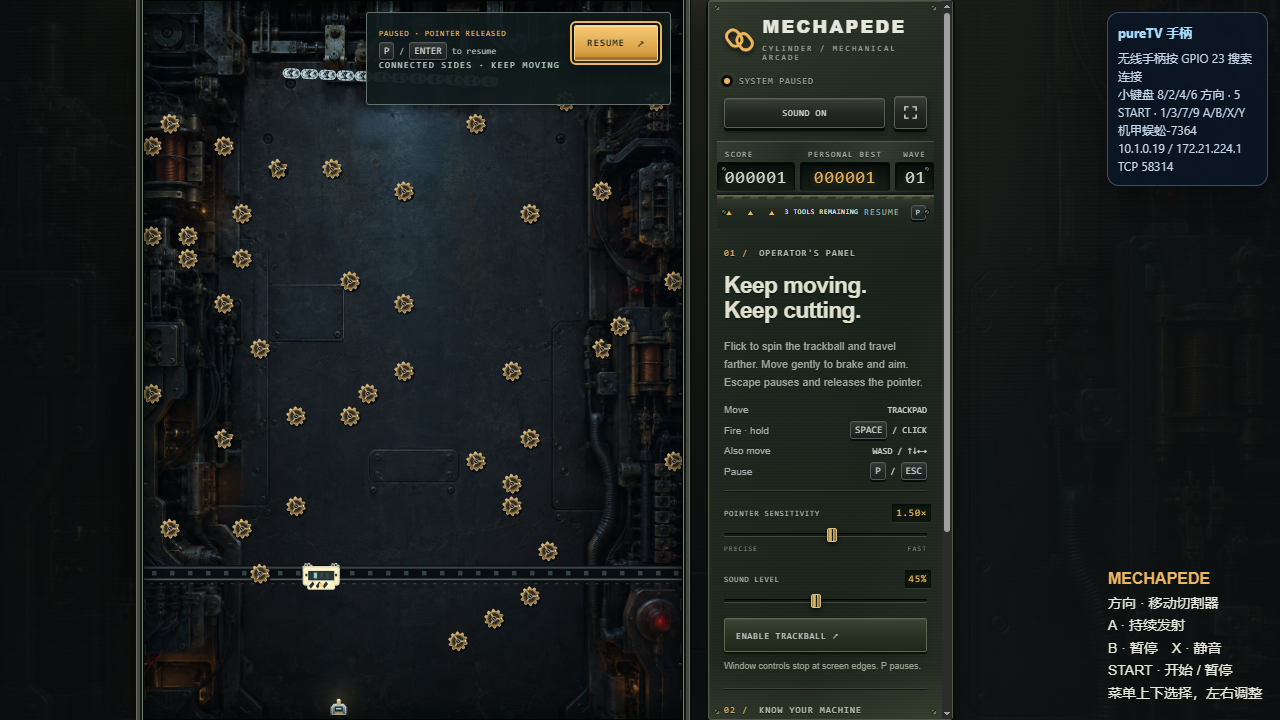 PAUSED · POINTER RELEASED
P / ENTER to resume
CONNECTED SIDES · KEEP MOVING
RESUME ↗
MECHAPEDE
CYLINDER / MECHANICAL
ARCADE
SYSTEM PAUSED
SOUND ON
SCORE PERSONAL BEST WAVE
000001 000001 01
3 TOOLS REMAINING RESUME P
01 / OPERATOR'S PANEL
Keep moving.
Keep cutting.
Flick to spin the trackball and travel
farther. Move gently to brake and aim.
Escape pauses and releases the pointer.
Move TRACKPAD
Fire · hold SPACE / CLICK
Also move WASD / ↑↓←→
Pause P / ESC
POINTER SENSITIVITY 1.50×
PRECISE FAST
SOUND LEVEL 45%
ENABLE TRACKBALL ↗
Window controls stop at screen edges. P pauses.
02 / KNOW YOUR MACHINE
pureTV 手柄
无线手柄按 GPIO 23 搜索
连接
小键盘 8/2/4/6 方向 · 5
START · 1/3/7/9 A/B/X/Y
机甲蜈蚣-7364
10.1.0.19 / 172.21.224.1
TCP 58314
MECHAPEDE
方向 · 移动切割器
A · 持续发射
B · 暂停 X · 静音
START · 开始 / 暂停
菜单上下选择，左右调整